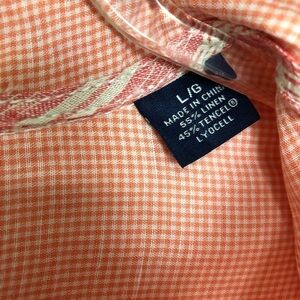 L/G
MADE IN CHINA
55% LINEN
45% TENCEL®
LYOCELL